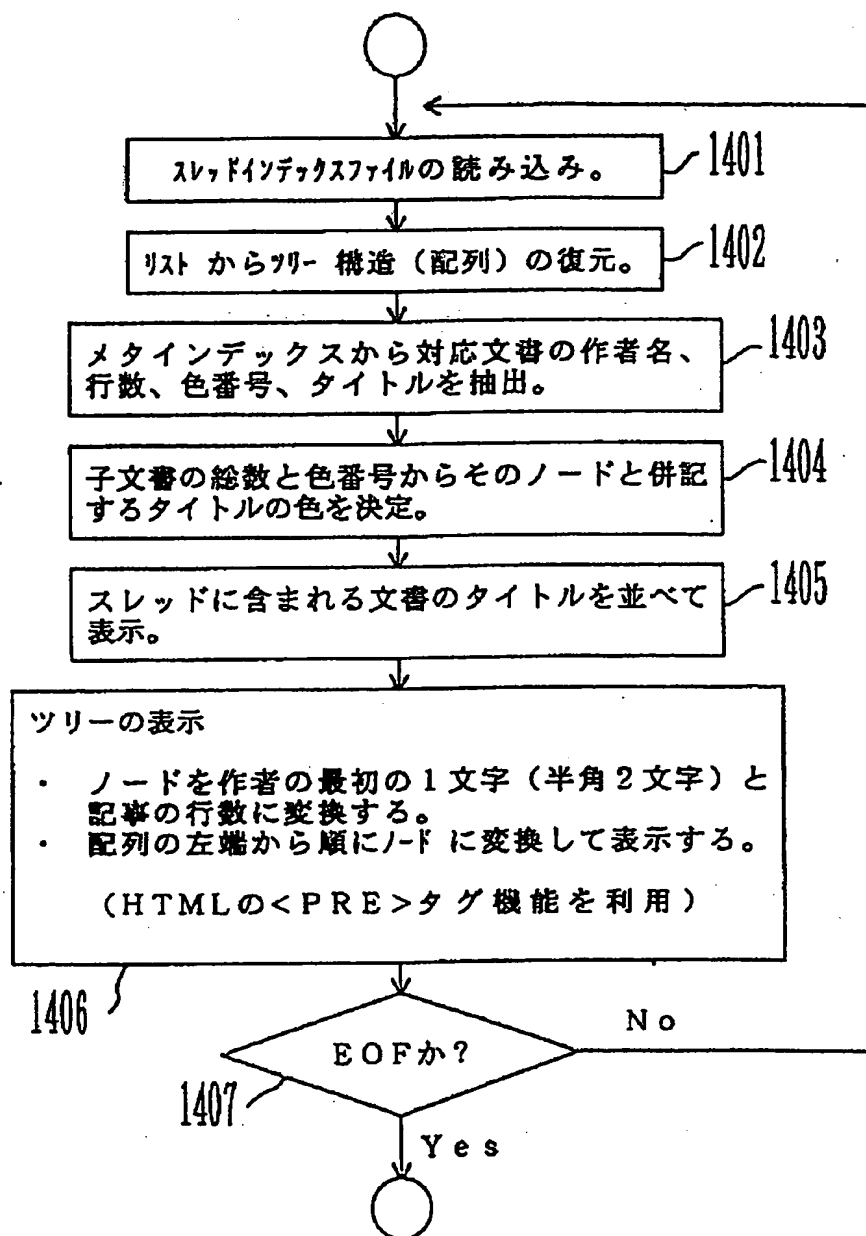 スレッドインデックスファイルの読み込み。
1401
リストからツリー構造（配列）の復元。
1402
メタインデックスから対応文書の作者名、
行数、色番号、タイトルを抽出。
1403
子文書の総数と色番号からそのノードと併記
するタイトルの色を決定。
1404
スレッドに含まれる文書のタイトルを並べて
表示。
1405
ツリーの表示
・ ノードを作者の最初の1文字（半角2文字）と
記事の行数に変換する。
・ 配列の左端から順にノードに変換して表示する。
（HTMLの<PRE>タグ機能を利用）
1406
EOFか？
No
1407
Yes